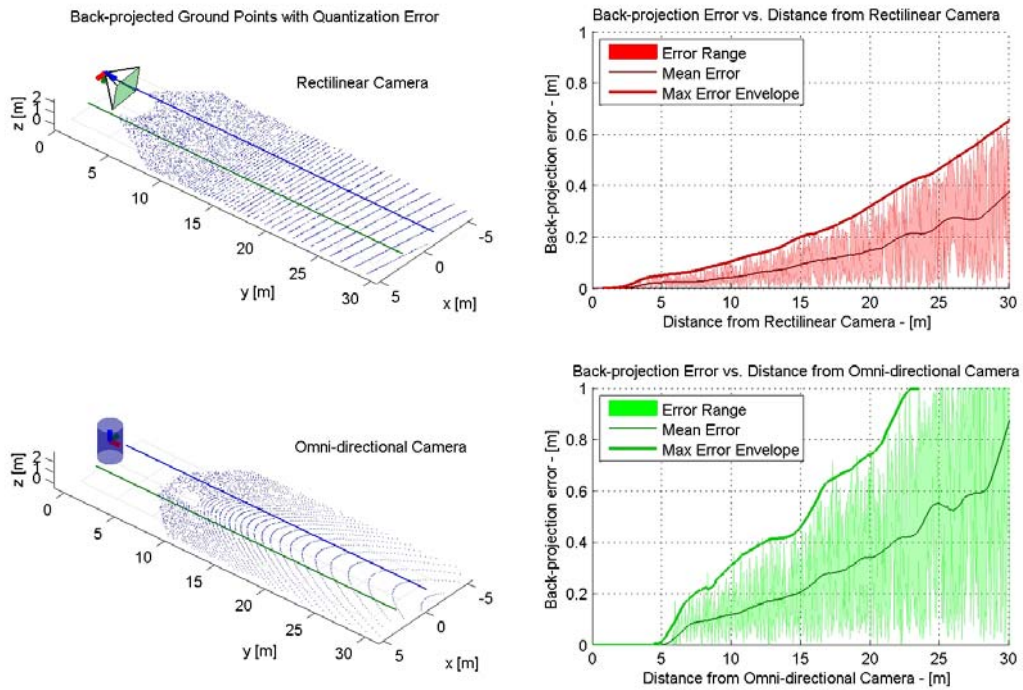 Back-projected Ground Points with Quantization Error
Rectilinear Camera
z [m]
2
1
0
0
5
10
15
20
25
30
y [m]
-5
0
5
x [m]
Back-projection Error vs. Distance from Rectilinear Camera
Error Range
Mean Error
Max Error Envelope
Back-projection error - [m]
1
0.8
0.6
0.4
0.2
0
0 5 10 15 20 25 30
Distance from Rectilinear Camera - [m]
Omni-directional Camera
z [m]
2
1
0
0
5
10
15
20
25
30
y [m]
-5
0
5
x [m]
Back-projection Error vs. Distance from Omni-directional Camera
Error Range
Mean Error
Max Error Envelope
Back-projection error - [m]
1
0.8
0.6
0.4
0.2
0
0 5 10 15 20 25 30
Distance from Omni-directional Camera - [m]